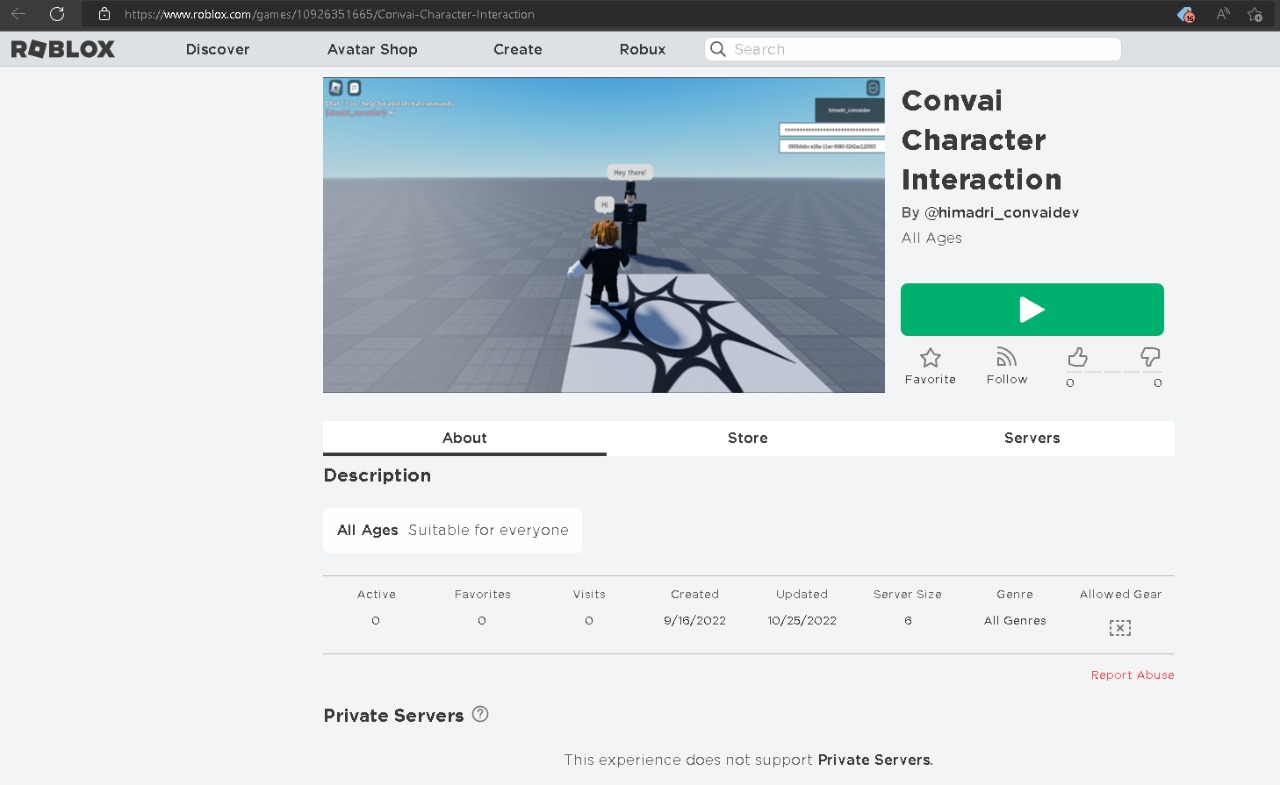 https://www.roblox.com/games/10926351665/Convai-Character-Interaction
16
ROBLOX
Discover
Avatar Shop
Create
Robux
Search
Chat '/?' or '/help' for a list of chat commands.
himadri_convaidev
Hey there!
Hi
Convai
Character
Interaction
By @himadri_convaidev
All Ages
Favorite
Follow
0
0
About
Store
Servers
Description
All Ages Suitable for everyone
Active Favorites Visits Created Updated Server Size Genre Allowed Gear
0 0 0 9/16/2022 10/25/2022 6 All Genres
Report Abuse
Private Servers
This experience does not support Private Servers.